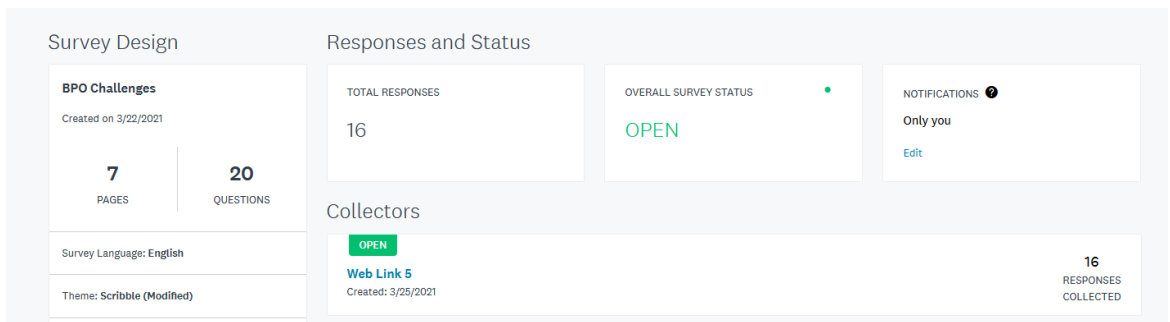 Survey Design
BPO Challenges
Created on 3/22/2021
7
PAGES
20
QUESTIONS
Survey Language: English
Theme: Scribble (Modified)
Responses and Status
TOTAL RESPONSES
16
OVERALL SURVEY STATUS
OPEN
NOTIFICATIONS ?
Only you
Edit
Collectors
OPEN
Web Link 5
Created: 3/25/2021
16
RESPONSES
COLLECTED